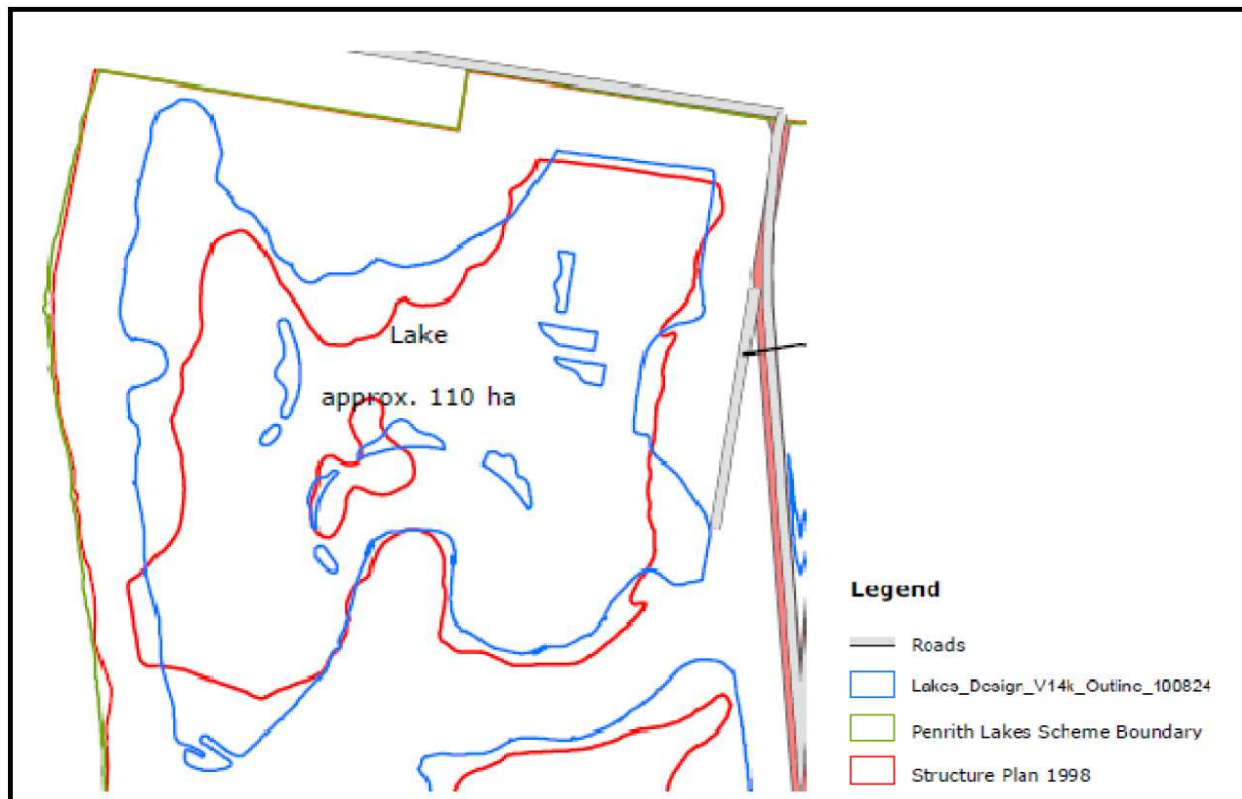 Lake
approx. 110 ha
Legend
Roads
Lakes_Design_V14k_Outline_100824
Penrith Lakes Scheme Boundary
Structure Plan 1998